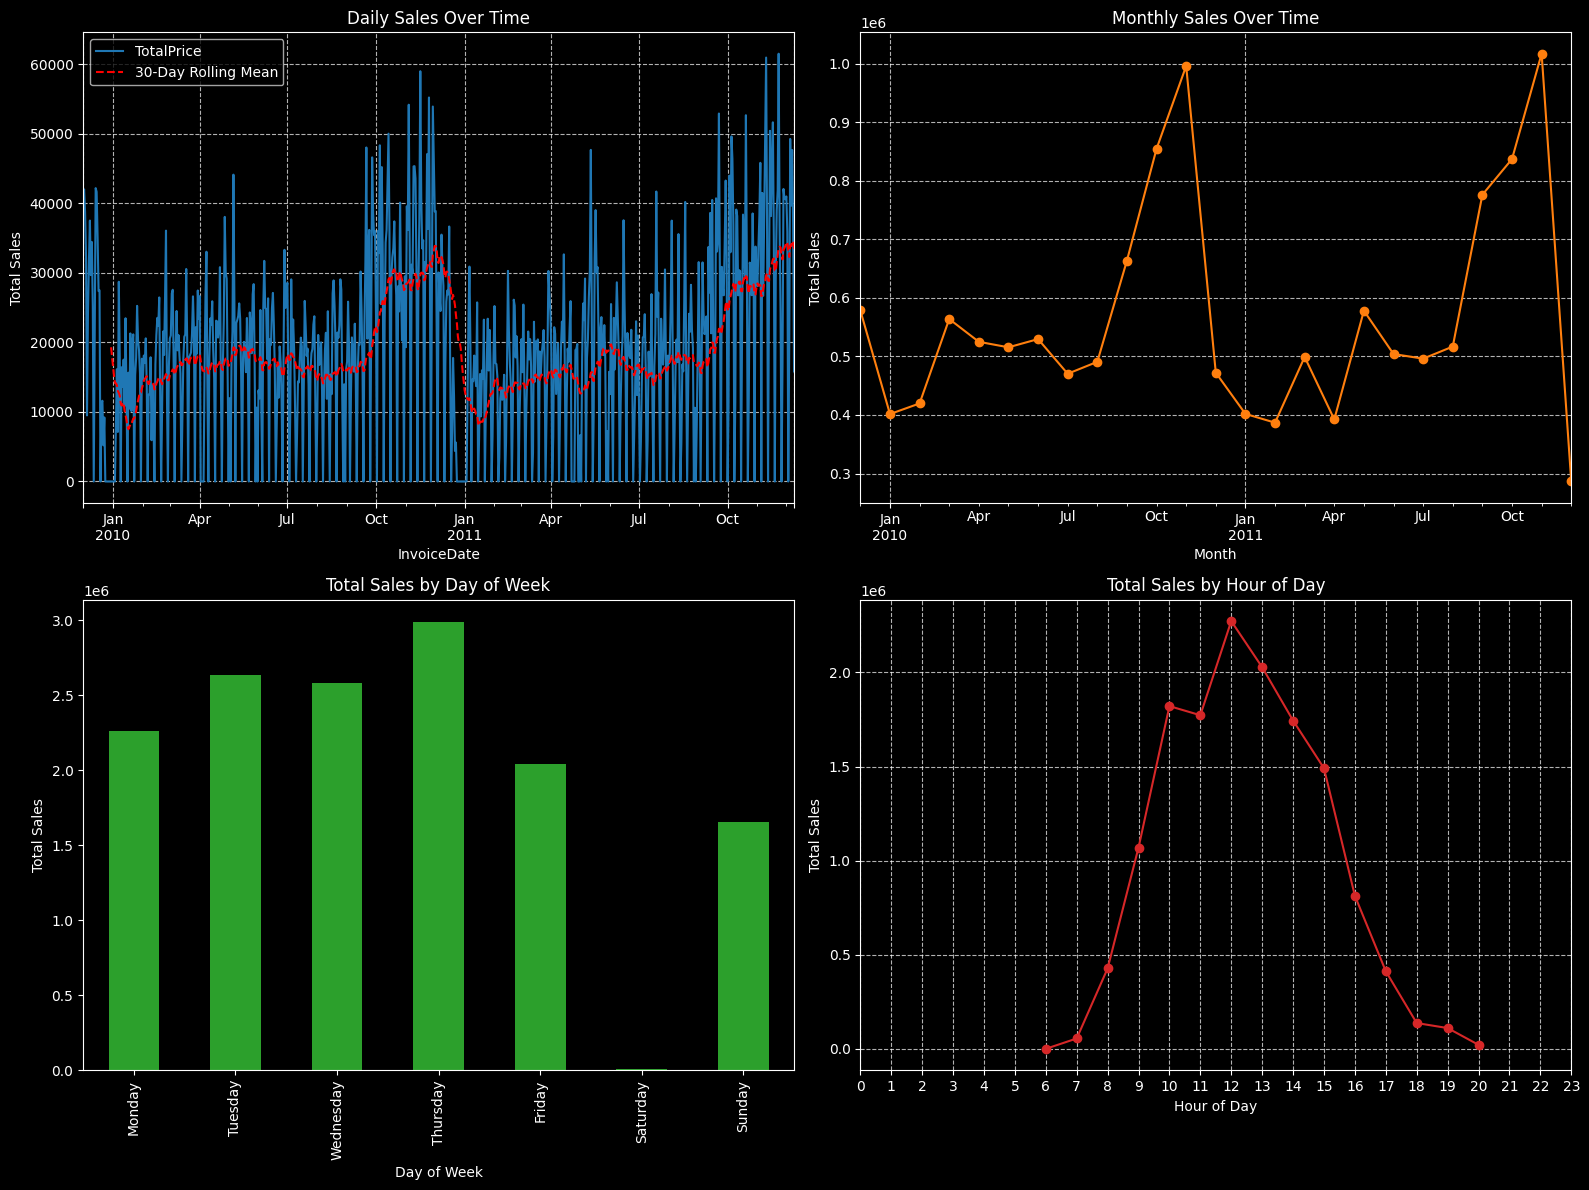 Daily Sales Over Time
TotalPrice
30-Day Rolling Mean
Total Sales
60000
50000
40000
30000
20000
10000
0
Jan Apr Jul Oct Jan Apr Jul Oct
2010 2011
InvoiceDate
Monthly Sales Over Time
1e6
Total Sales
1.0
0.9
0.8
0.7
0.6
0.5
0.4
0.3
Jan Apr Jul Oct Jan Apr Jul Oct
2010 2011
Month
Total Sales by Day of Week
1e6
Total Sales
3.0
2.5
2.0
1.5
1.0
0.5
0.0
Monday
Tuesday
Wednesday
Thursday
Friday
Saturday
Sunday
Day of Week
Total Sales by Hour of Day
1e6
Total Sales
2.0
1.5
1.0
0.5
0.0
0 1 2 3 4 5 6 7 8 9 10 11 12 13 14 15 16 17 18 19 20 21 22 23
Hour of Day